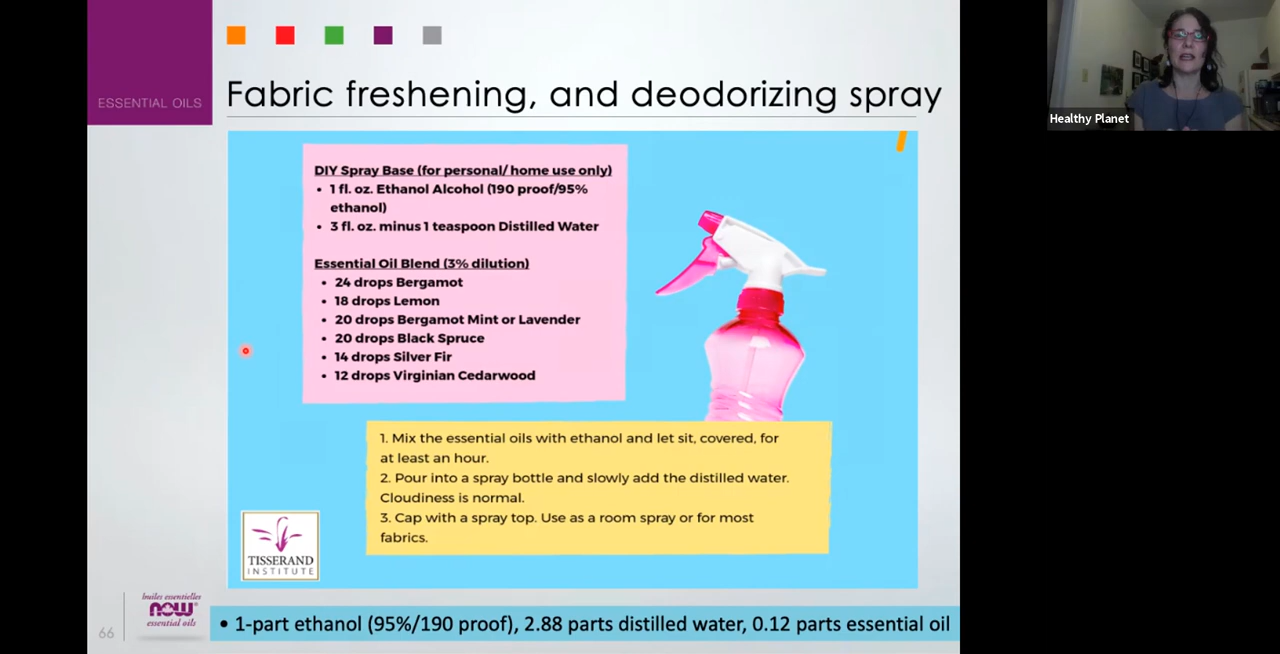 ESSENTIAL OILS
Fabric freshening, and deodorizing spray
Healthy Planet
DIY Spray Base (for personal/ home use only)
• 1 fl. oz. Ethanol Alcohol (190 proof/95%
ethanol)
• 3 fl. oz. minus 1 teaspoon Distilled Water
Essential Oil Blend (3% dilution)
• 24 drops Bergamot
• 18 drops Lemon
• 20 drops Bergamot Mint or Lavender
• 20 drops Black Spruce
• 14 drops Silver Fir
• 12 drops Virginian Cedarwood
1. Mix the essential oils with ethanol and let sit, covered, for
at least an hour.
2. Pour into a spray bottle and slowly add the distilled water.
Cloudiness is normal.
3. Cap with a spray top. Use as a room spray or for most
fabrics.
TISSERAND
INSTITUTE
66
huiles essentielles
now®
essential oils
• 1-part ethanol (95%/190 proof), 2.88 parts distilled water, 0.12 parts essential oil